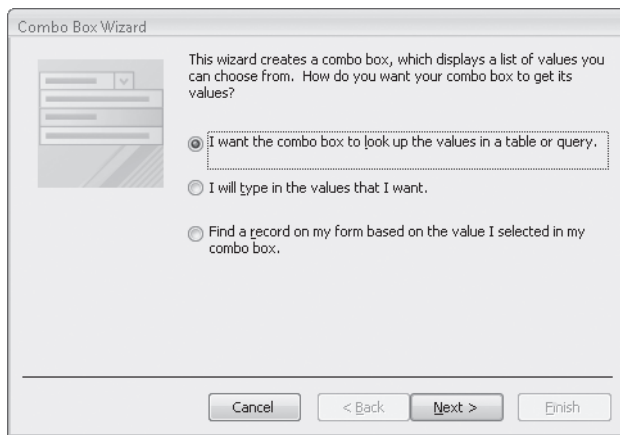 Combo Box Wizard
This wizard creates a combo box, which displays a list of values you
can choose from. How do you want your combo box to get its
values?
I want the combo box to look up the values in a table or query.
I will type in the values that I want.
Find a record on my form based on the value I selected in my
combo box.
Cancel
< Back
Next >
Finish